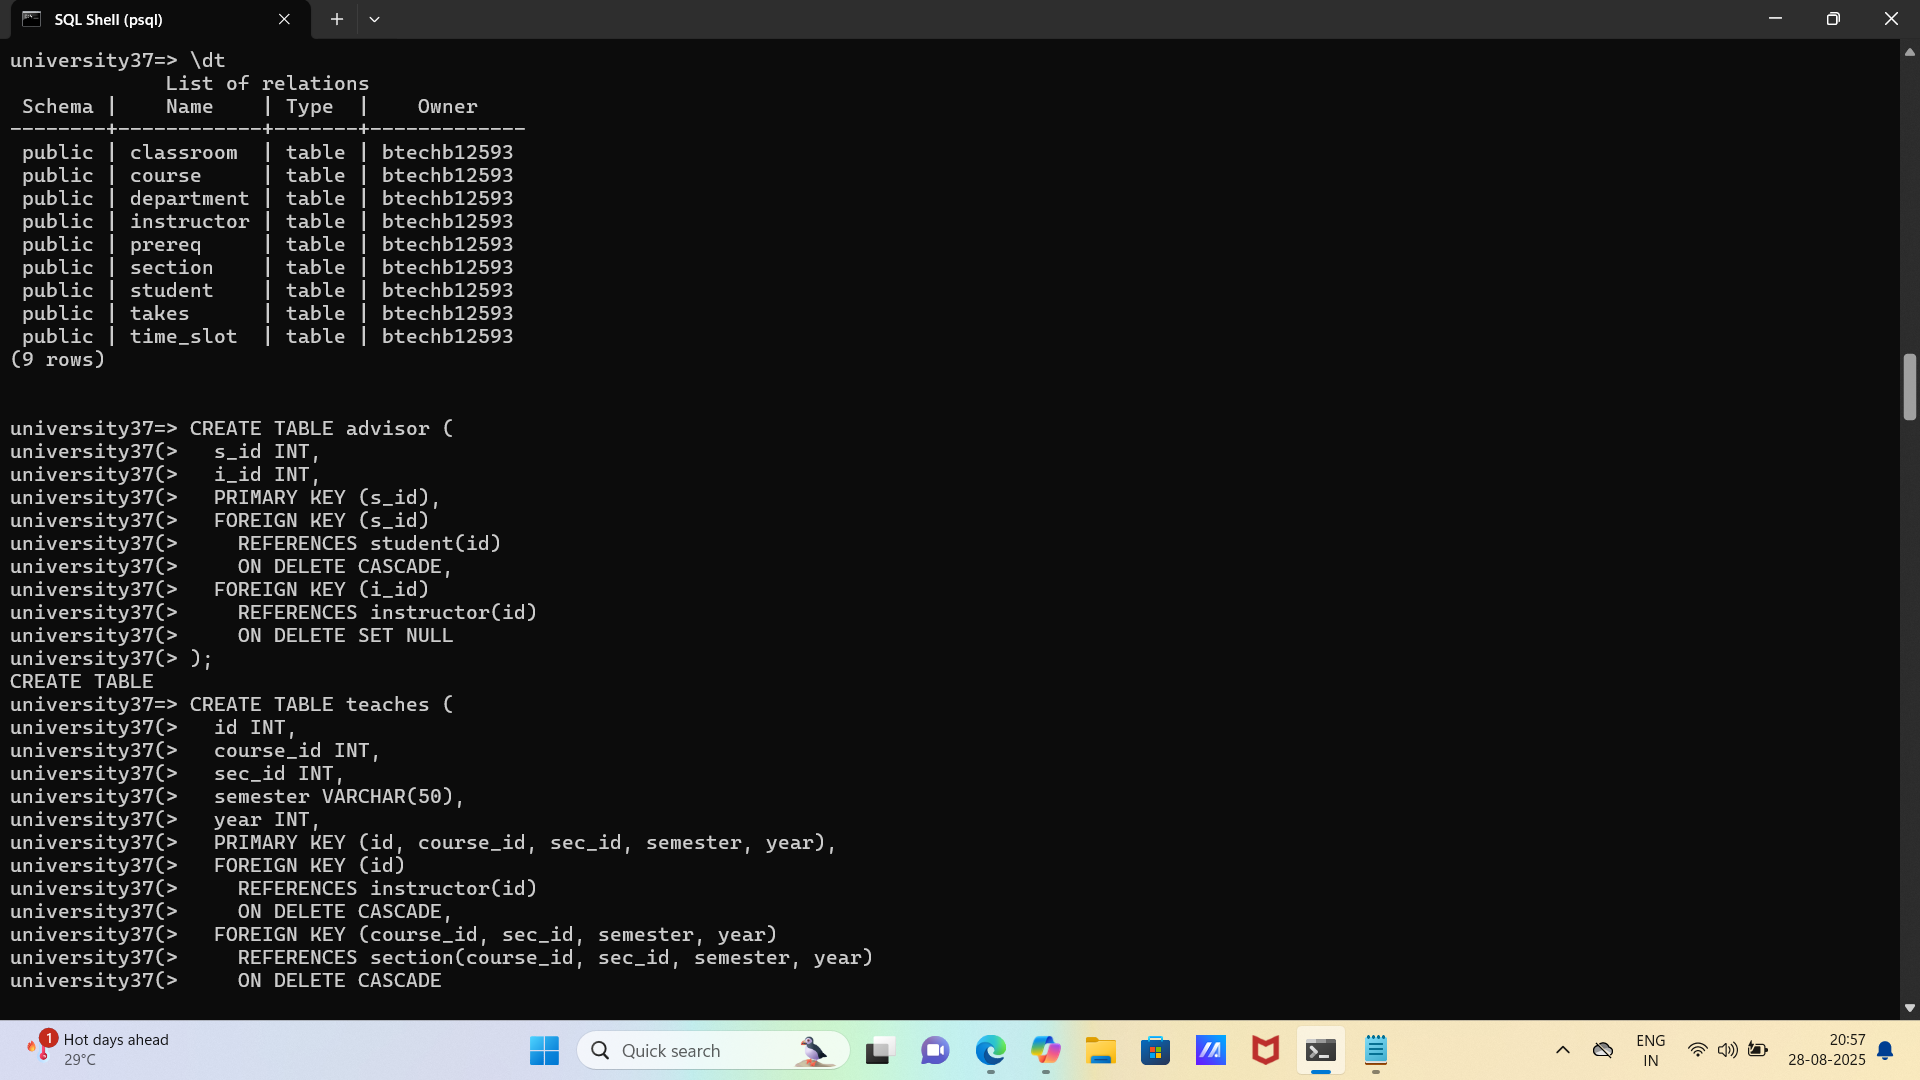 SQL Shell (psql)
university37=> \dt
            List of relations
 Schema |    Name    | Type  |    Owner
--------+------------+-------+-------------
 public | classroom  | table | btechb12593
 public | course     | table | btechb12593
 public | department | table | btechb12593
 public | instructor | table | btechb12593
 public | prereq     | table | btechb12593
 public | section    | table | btechb12593
 public | student    | table | btechb12593
 public | takes      | table | btechb12593
 public | time_slot  | table | btechb12593
(9 rows)
university37=> CREATE TABLE advisor (
university37(>   s_id INT,
university37(>   i_id INT,
university37(>   PRIMARY KEY (s_id),
university37(>   FOREIGN KEY (s_id)
university37(>     REFERENCES student(id)
university37(>     ON DELETE CASCADE,
university37(>   FOREIGN KEY (i_id)
university37(>     REFERENCES instructor(id)
university37(>     ON DELETE SET NULL
university37(> );
CREATE TABLE
university37=> CREATE TABLE teaches (
university37(>   id INT,
university37(>   course_id INT,
university37(>   sec_id INT,
university37(>   semester VARCHAR(50),
university37(>   year INT,
university37(>   PRIMARY KEY (id, course_id, sec_id, semester, year),
university37(>   FOREIGN KEY (id)
university37(>     REFERENCES instructor(id)
university37(>     ON DELETE CASCADE,
university37(>   FOREIGN KEY (course_id, sec_id, semester, year)
university37(>     REFERENCES section(course_id, sec_id, semester, year)
university37(>     ON DELETE CASCADE
1
Hot days ahead
29°C
Quick search
ENG
IN
20:57
28-08-2025